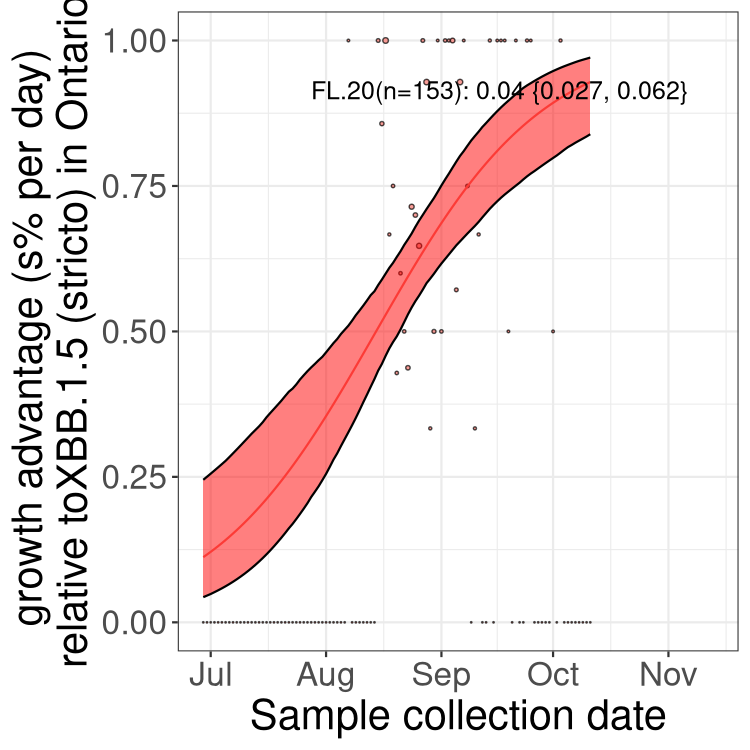 growth advantage (s% per day)
relative toXBB.1.5 (stricto) in Ontario
1.00
0.75
0.50
0.25
0.00
FL.20(n=153): 0.04 {0.027, 0.062}
Jul Aug Sep Oct Nov
Sample collection date